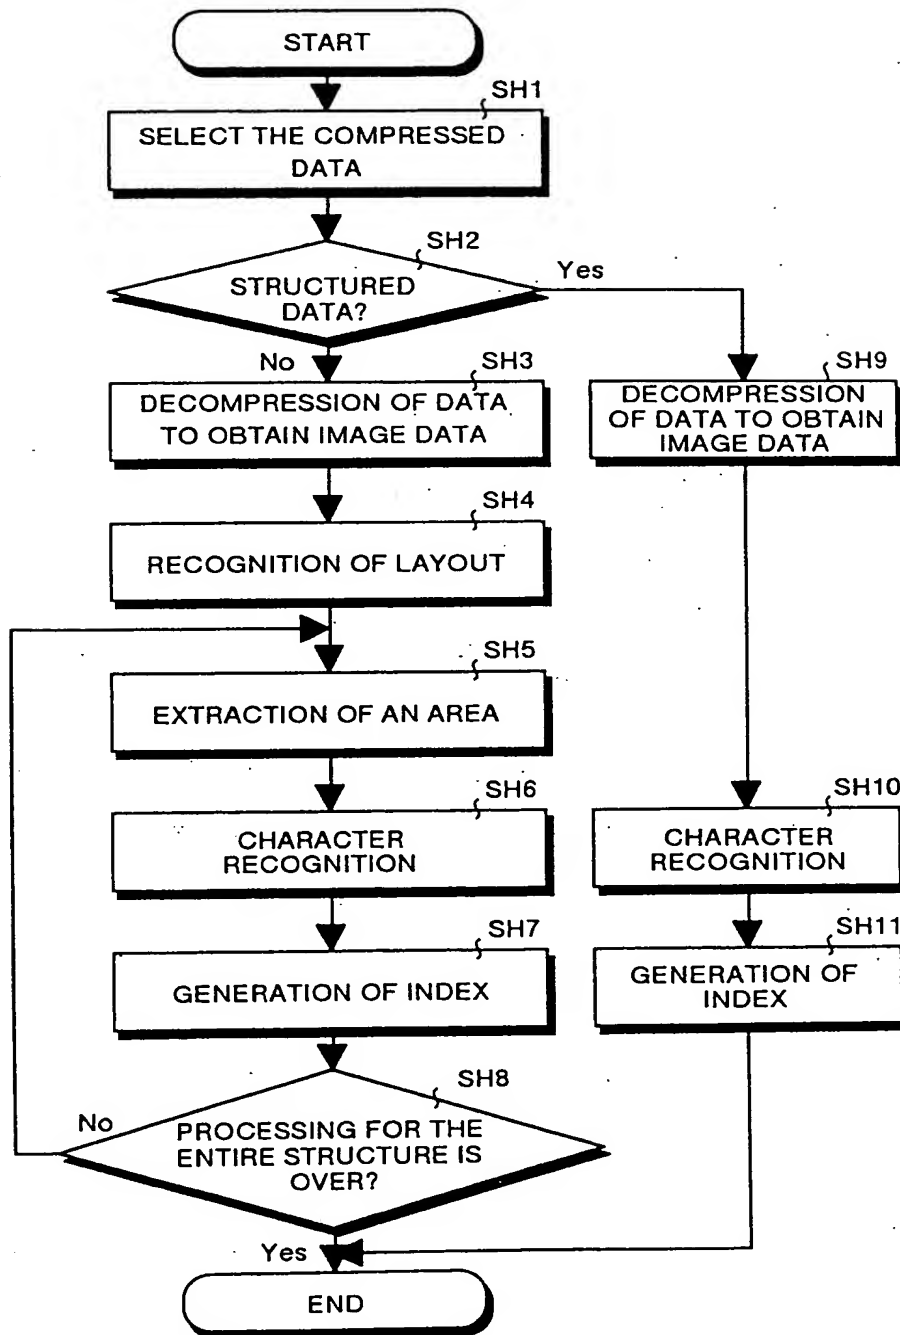 START
SH1
SELECT THE COMPRESSED
DATA
SH2
STRUCTURED
DATA?
Yes
No
SH3
DECOMPRESSION OF DATA
TO OBTAIN IMAGE DATA
SH9
DECOMPRESSION
OF DATA TO OBTAIN
IMAGE DATA
SH4
RECOGNITION OF LAYOUT
SH5
EXTRACTION OF AN AREA
SH6
CHARACTER
RECOGNITION
SH10
CHARACTER
RECOGNITION
SH7
GENERATION OF INDEX
SH11
GENERATION OF
INDEX
SH8
No
PROCESSING FOR THE
ENTIRE STRUCTURE IS
OVER?
Yes
END